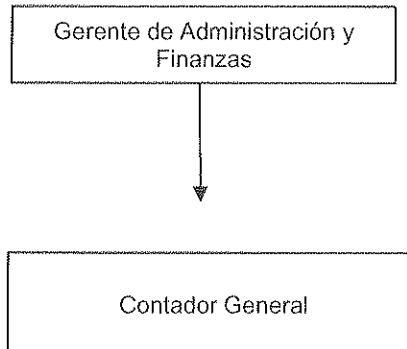 Gerente de Administración y
Finanzas
Contador General